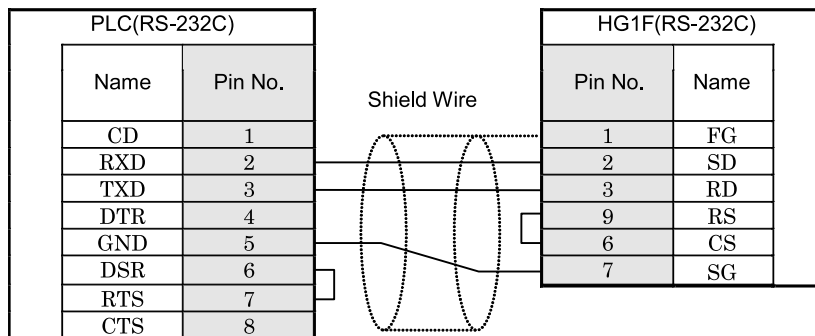 PLC(RS-232C)
Name Pin No.
CD 1
RXD 2
TXD 3
DTR 4
GND 5
DSR 6
RTS 7
CTS 8
Shield Wire
HG1F(RS-232C)
Pin No. Name
1 FG
2 SD
3 RD
9 RS
6 CS
7 SG